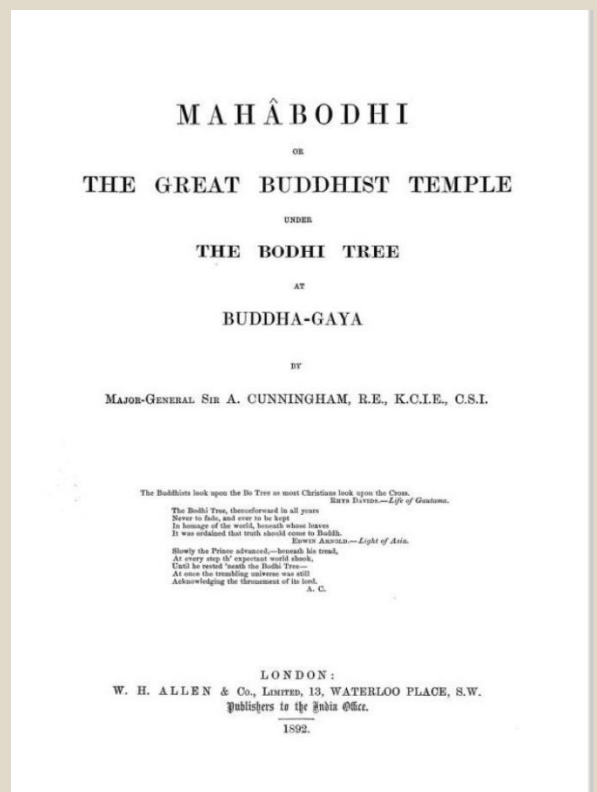 MAHÂBODHI
OR
THE GREAT BUDDHIST TEMPLE
UNDER
THE BODHI TREE
AT
BUDDHA-GAYA
BY
MAJOR-GENERAL SIR A. CUNNINGHAM, R.E., K.C.I.E., C.S.I.
The Buddhists look upon the Bo Tree as most Christians look upon the Cross.
RHYS DAVIDS.—Life of Gautama.
The Bodhi Tree, thenceforward in all years
Never to fade, and ever to be kept
In homage of the world, beneath whose leaves
It was ordained that truth should come to Buddh.
EDWIN ARNOLD.—Light of Asia.
Slowly the Prince advanced,—beneath his tread,
At every step th' expectant world shook,
Until he rested 'neath the Bodhi Tree—
At once the trembling universe was still
Acknowledging the thronement of its lord.
A. C.
LONDON:
W. H. ALLEN & Co., LIMITED, 13, WATERLOO PLACE, S.W.
Publishers to the India Office.
1892.